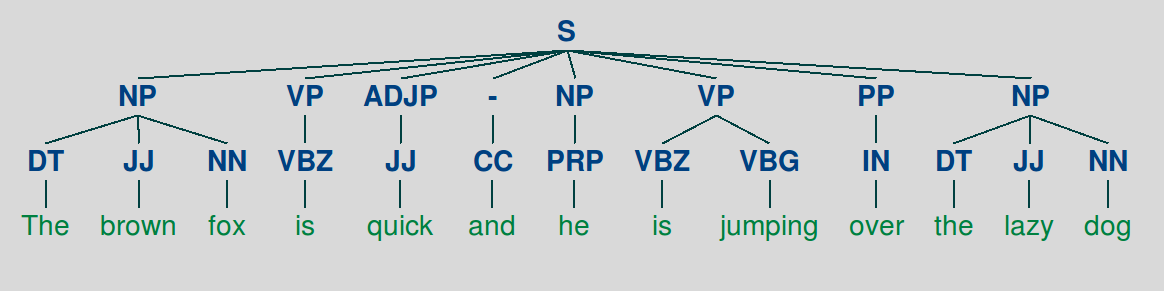 S
NP VP ADJP - NP VP PP NP
DT JJ NN VBZ JJ CC PRP VBZ VBG IN DT JJ NN
The brown fox is quick and he is jumping over the lazy dog